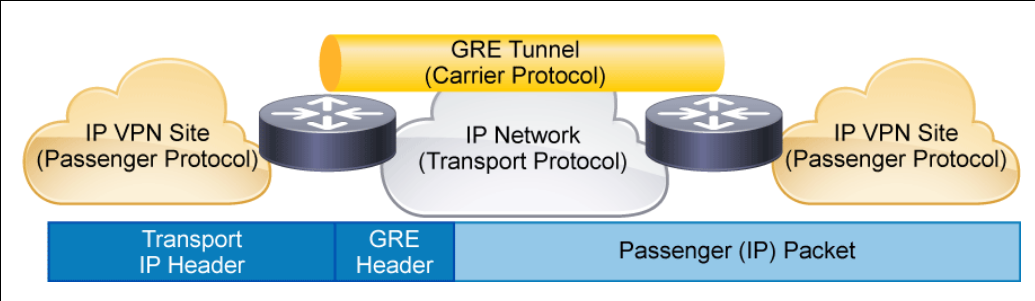 GRE Tunnel
(Carrier Protocol)
IP VPN Site
(Passenger Protocol)
IP Network
(Transport Protocol)
IP VPN Site
(Passenger Protocol)
Transport
IP Header
GRE
Header
Passenger (IP) Packet